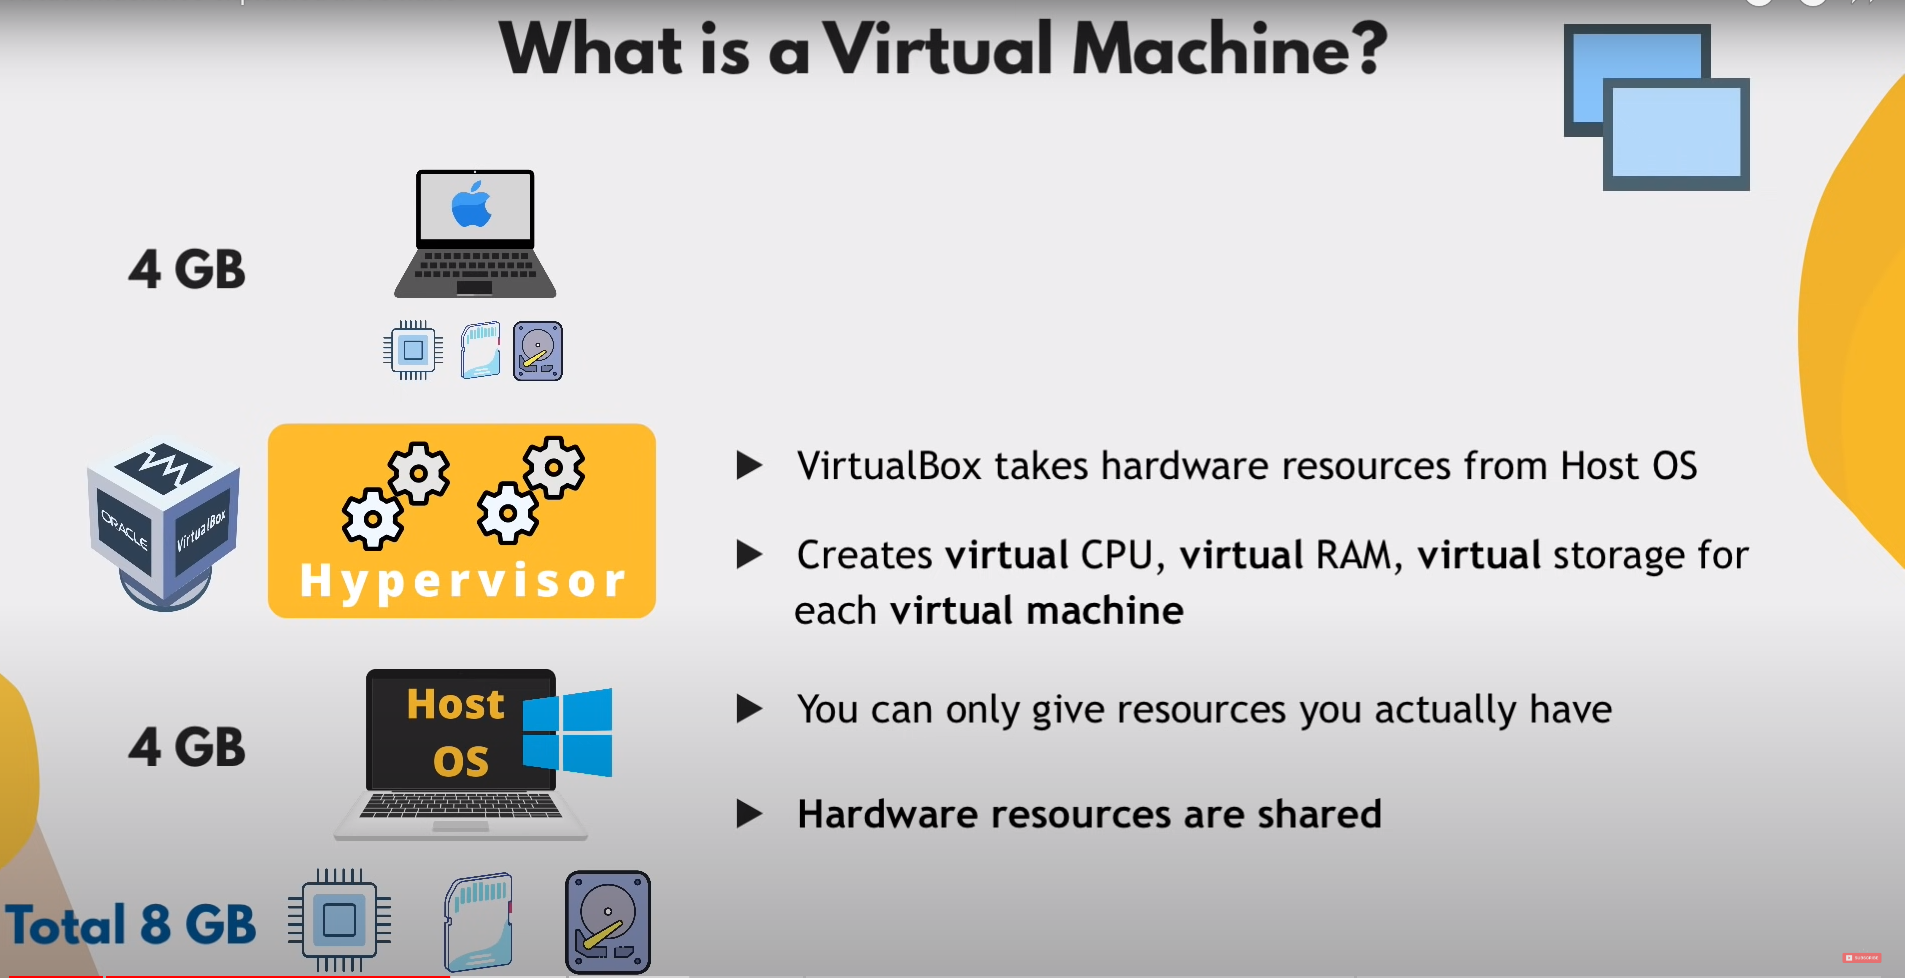 What is a Virtual Machine?
4 GB
ORACLE
VirtualBox
Hypervisor
VirtualBox takes hardware resources from Host OS
Creates virtual CPU, virtual RAM, virtual storage for
each virtual machine
4 GB
Host
OS
You can only give resources you actually have
Hardware resources are shared
Total 8 GB
SUBSCRIBE